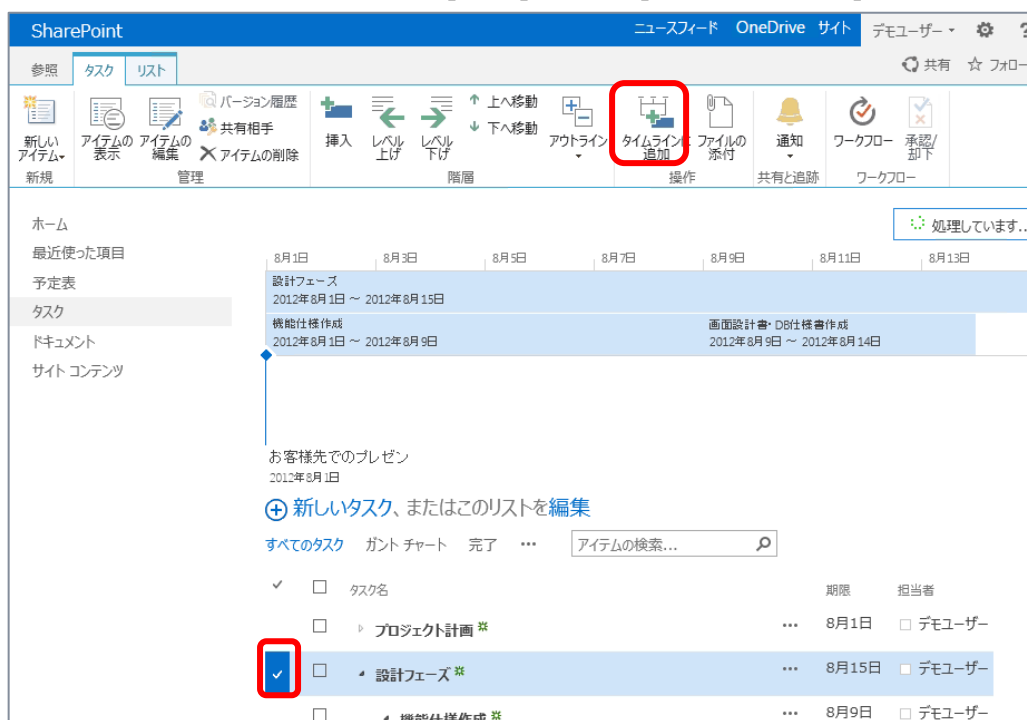 SharePoint ニュースフィード OneDrive サイト デモユーザー ?
参照 タスク リスト 共有 フォロー
新しいアイテム アイテムの表示 アイテムの編集 バージョン履歴 共有相手 アイテムの削除 挿入 レベル上げ レベル下げ 上へ移動 下へ移動 アウトライン タイムラインに追加 ファイルの添付 通知 ワークフロー 承認/却下
新規 管理 階層 操作 共有と追跡 ワークフロー
ホーム
最近使った項目
予定表
タスク
ドキュメント
サイト コンテンツ
処理しています...
8月1日 8月3日 8月5日 8月7日 8月9日 8月11日 8月13日
設計フェーズ
2012年8月1日 ～ 2012年8月15日
機能仕様作成 画面設計書・DB仕様書作成
2012年8月1日 ～ 2012年8月9日 2012年8月9日 ～ 2012年8月14日
お客様先でのプレゼン
2012年8月1日
新しいタスク、またはこのリストを編集
すべてのタスク ガント チャート 完了 ••• アイテムの検索...
タスク名 期限 担当者
プロジェクト計画 ••• 8月1日 デモユーザー
設計フェーズ ••• 8月15日 デモユーザー
機能仕様作成 ••• 8月9日 デモユーザー